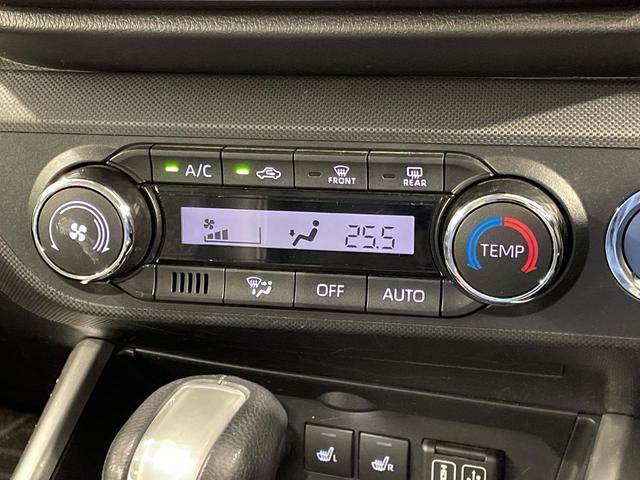 A/C
FRONT
REAR
25.5
TEMP
OFF
AUTO
L
R